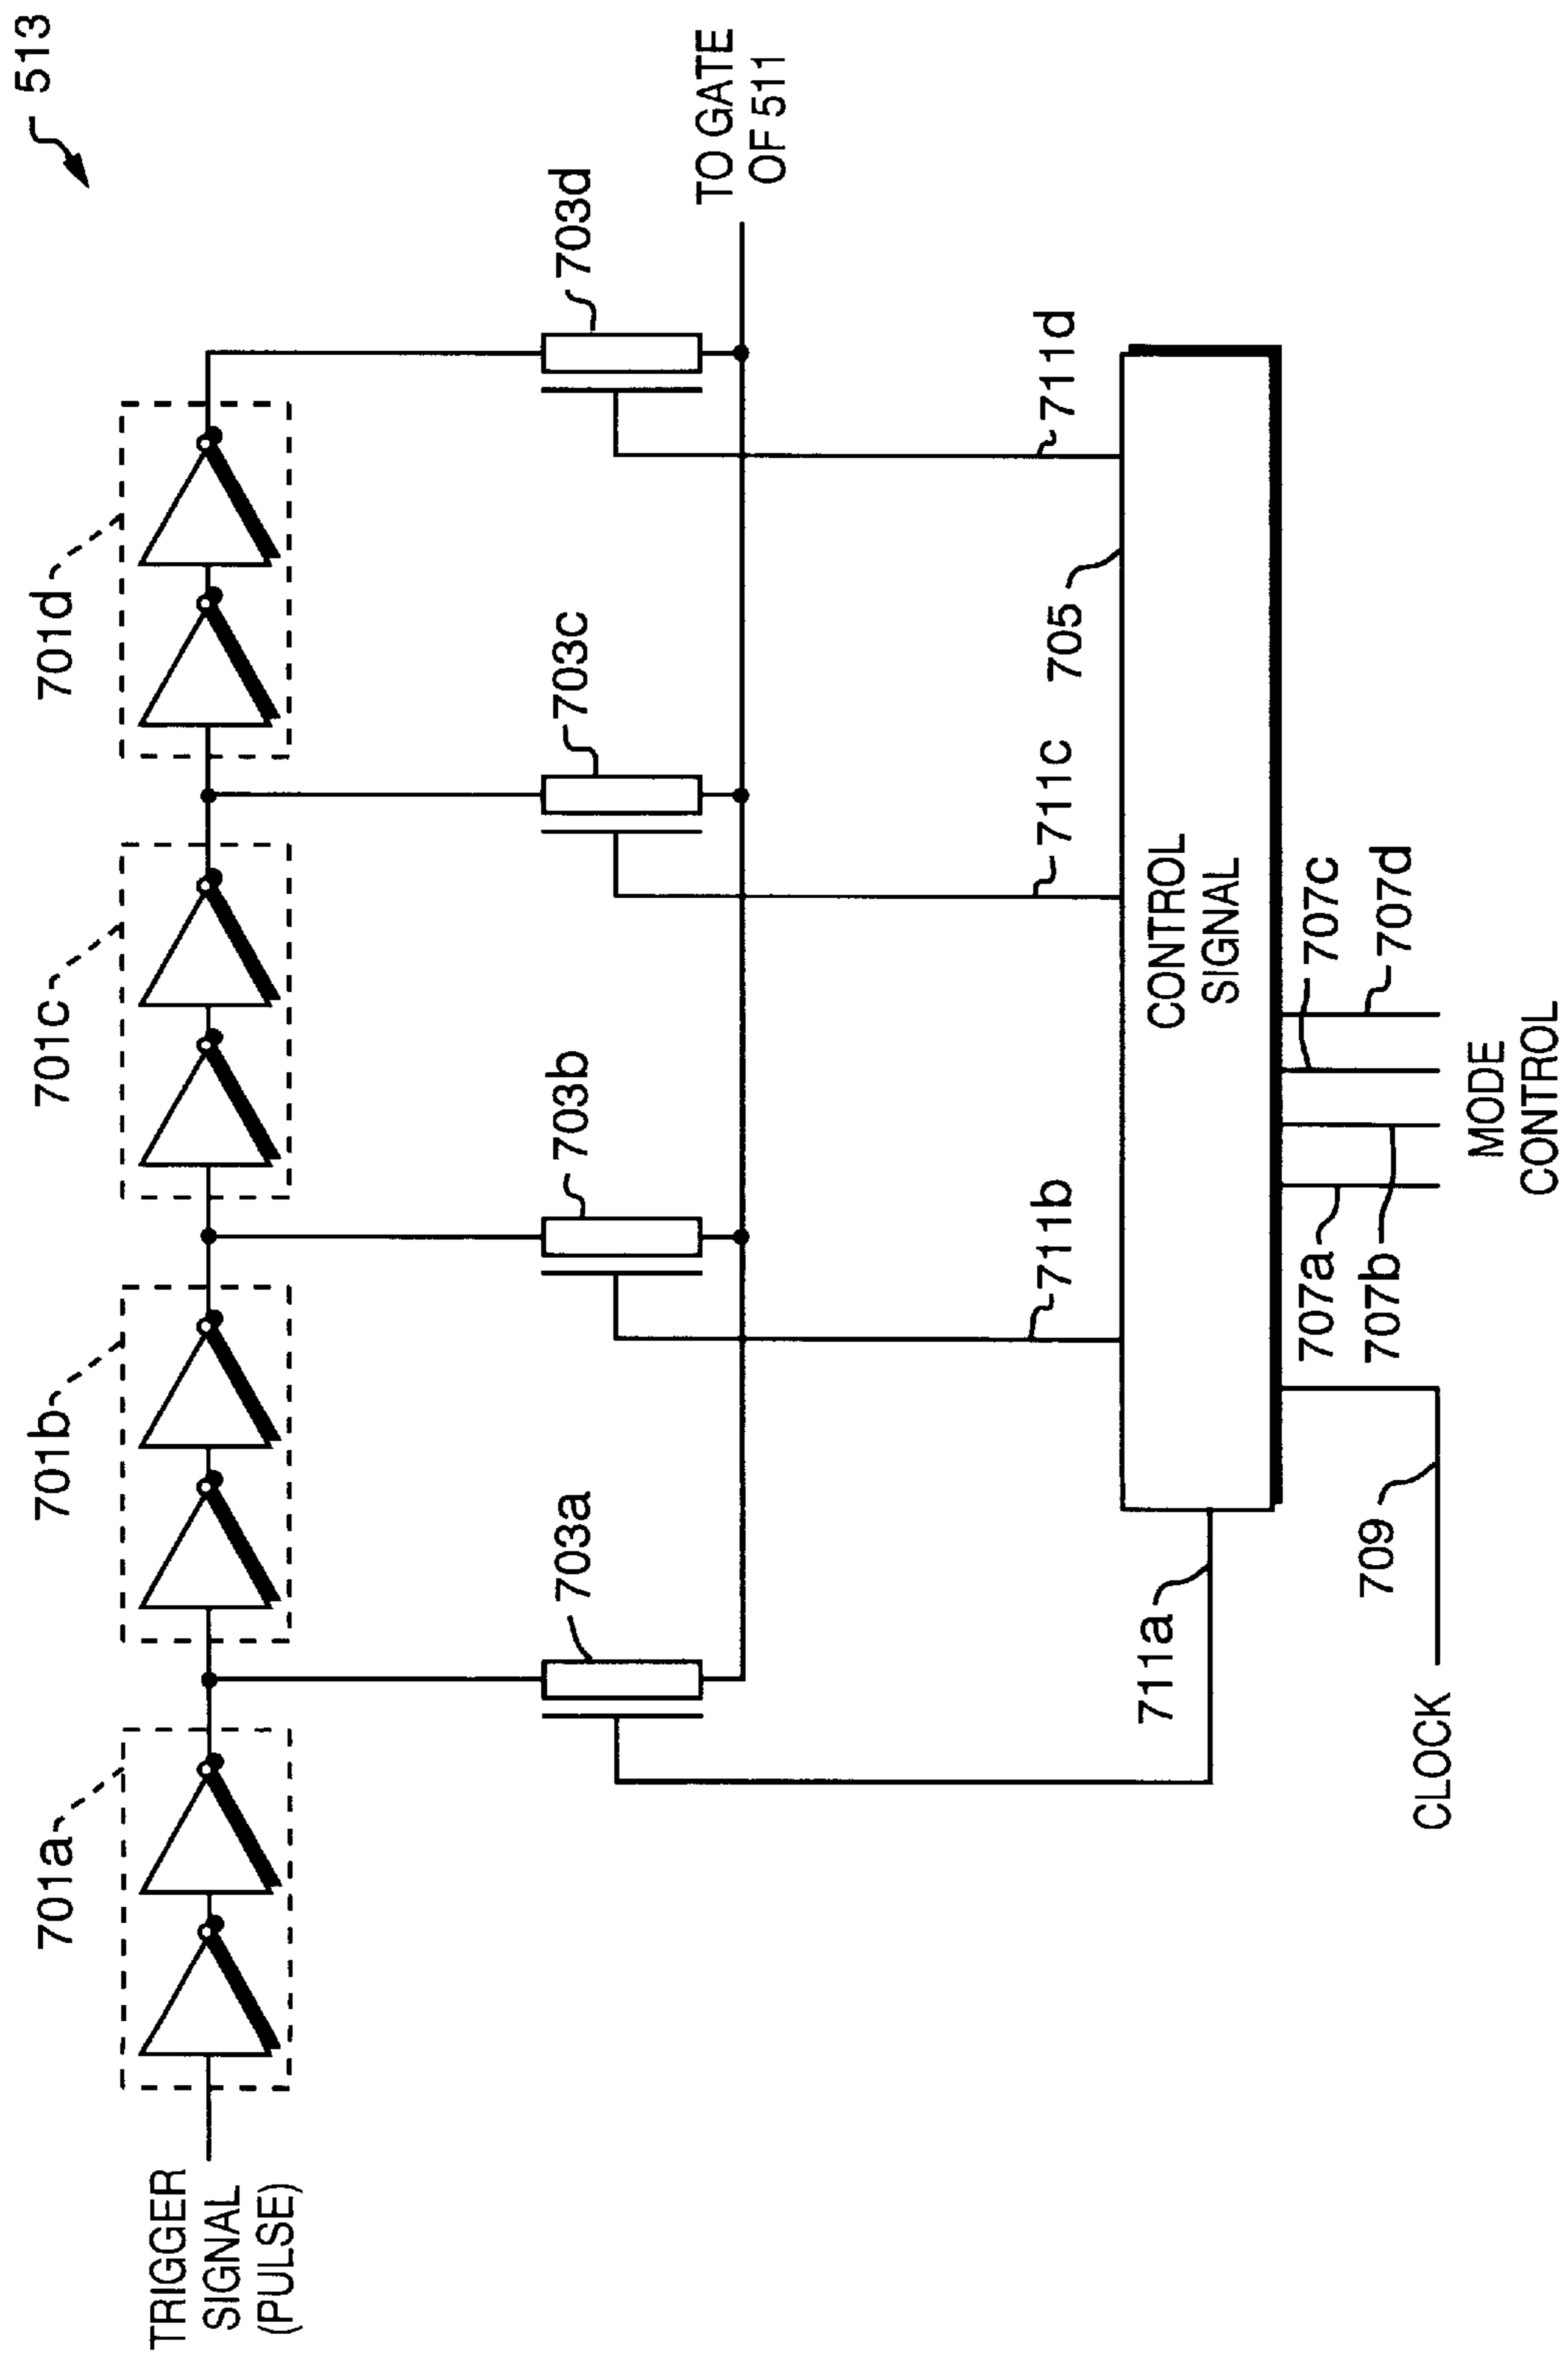 513
701a
701b
701c
701d
TRIGGER
SIGNAL
(PULSE)
703a
703b
703c
703d
TO GATE
OF 511
711a
711b
711c
705
711d
CONTROL
SIGNAL
709
CLOCK
707a
707b
707c
707d
MODE
CONTROL